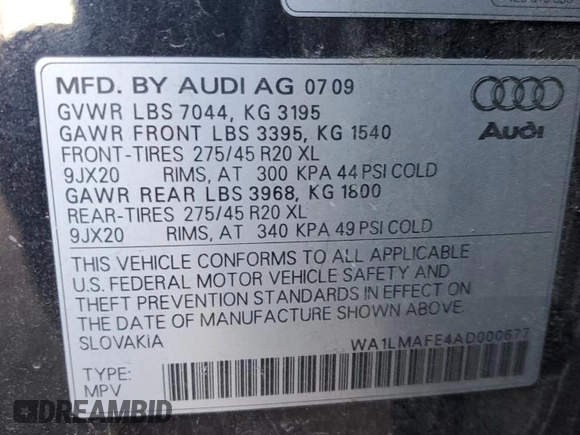 MFD. BY AUDI AG 07 09
GVWR LBS 7044, KG 3195
GAWR FRONT LBS 3395, KG 1540
FRONT-TIRES 275/45 R20 XL
9JX20 RIMS, AT 300 KPA 44 PSI COLD
GAWR REAR LBS 3968, KG 1800
REAR-TIRES 275/45 R20 XL
9JX20 RIMS, AT 340 KPA 49 PSI COLD
Audi
THIS VEHICLE CONFORMS TO ALL APPLICABLE
U.S. FEDERAL MOTOR VEHICLE SAFETY AND
THEFT PREVENTION STANDARDS IN EFFECT ON
THE DATE OF MANUFACTURE SHOWN ABOVE.
SLOVAKiA
WA1LMAFE4AD000677
TYPE:
MPV
DREAMBID